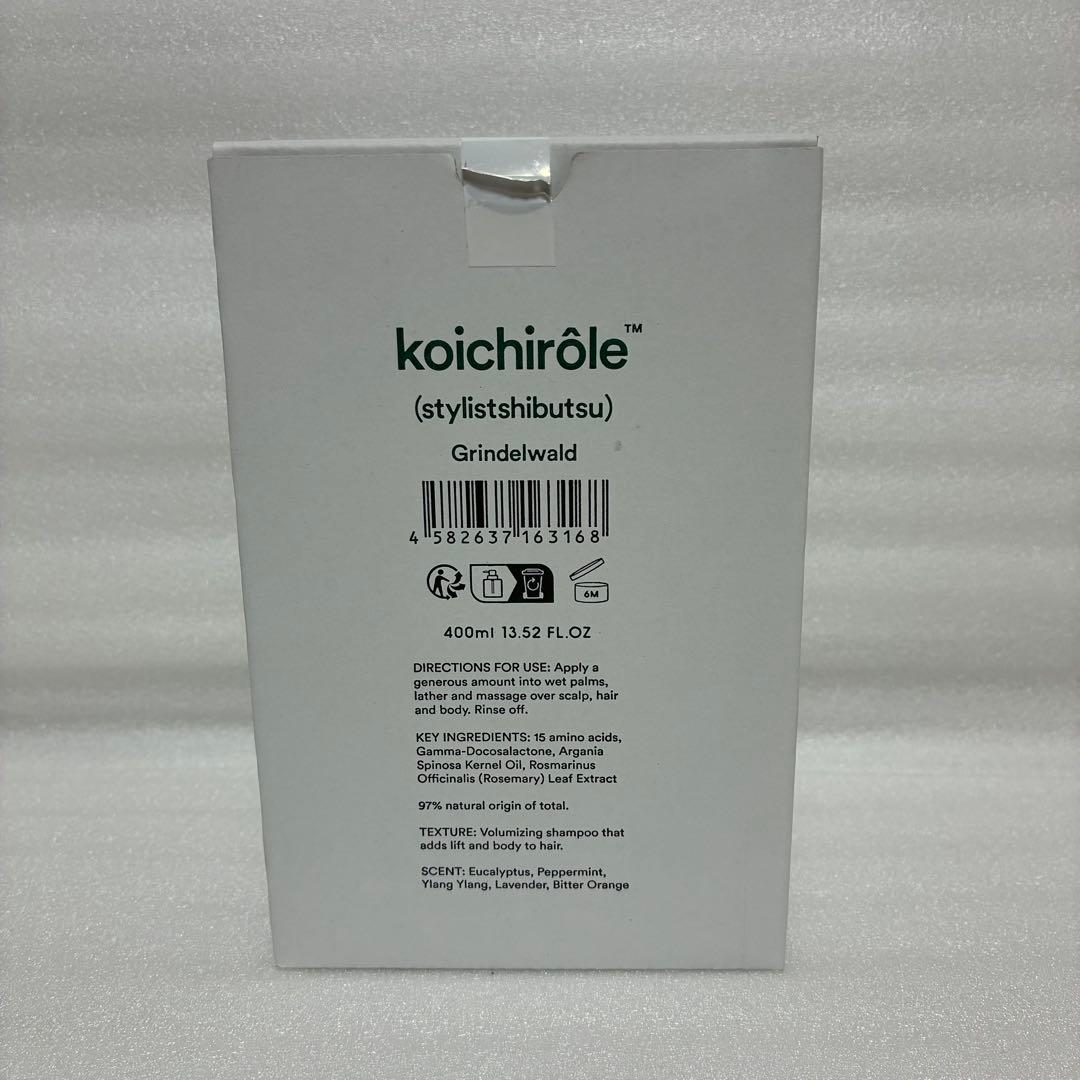 koichirôle™
(stylistshibutsu)
Grindelwald
4 582637 163168
6M
400ml 13.52 FL.OZ
DIRECTIONS FOR USE: Apply a
generous amount into wet palms,
lather and massage over scalp, hair
and body. Rinse off.
KEY INGREDIENTS: 15 amino acids,
Gamma-Docosalactone, Argania
Spinosa Kernel Oil, Rosmarinus
Officinalis (Rosemary) Leaf Extract
97% natural origin of total.
TEXTURE: Volumizing shampoo that
adds lift and body to hair.
SCENT: Eucalyptus, Peppermint,
Ylang Ylang, Lavender, Bitter Orange